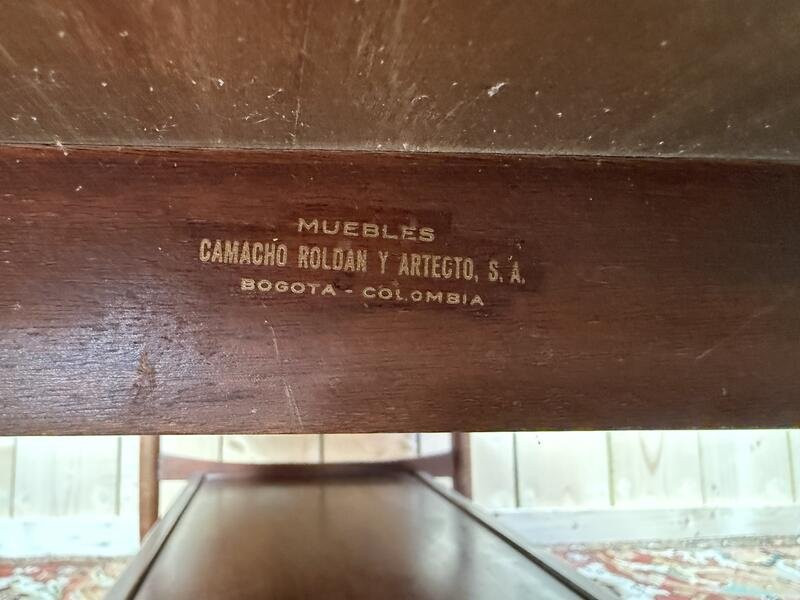 MUEBLES
CAMACHO ROLDAN Y ARTECTO, S. A.
BOGOTA - COLOMBIA